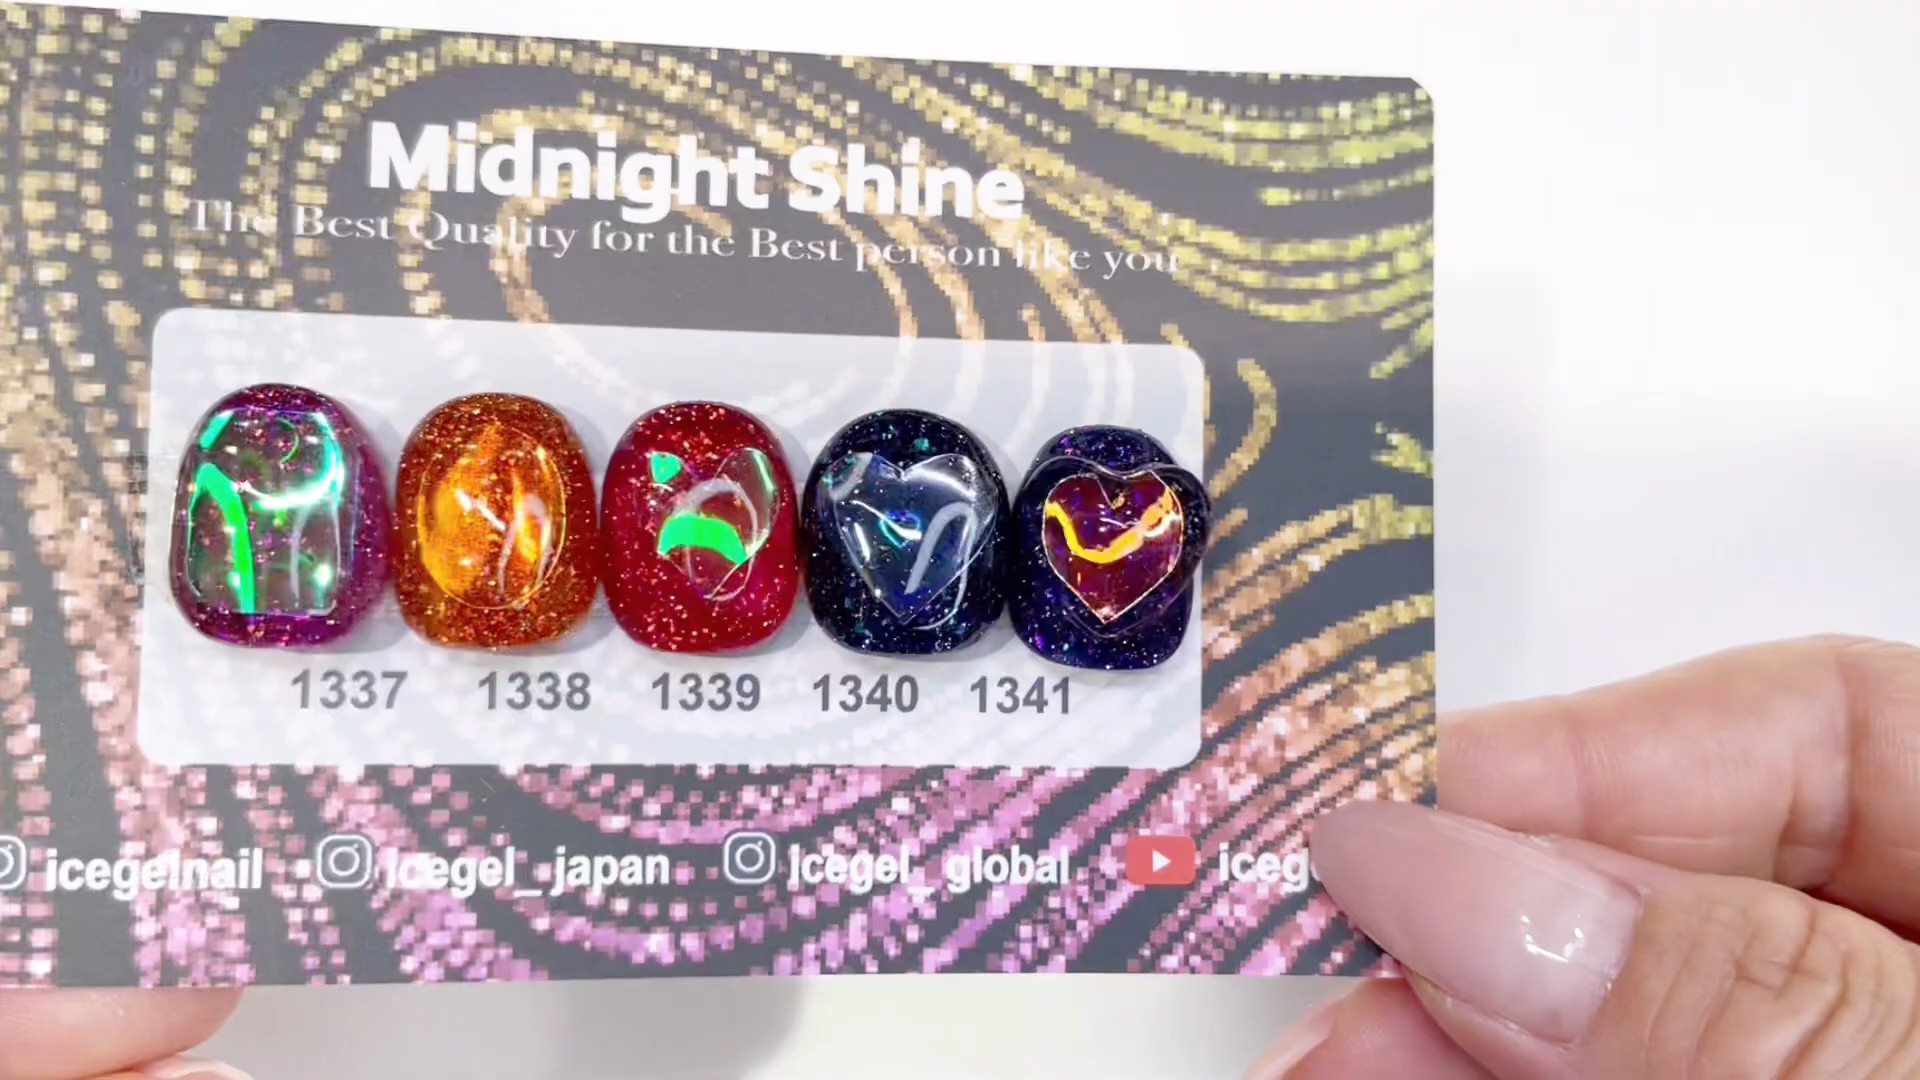 Midnight Shine
The Best Quality for the Best person like you
1337 1338 1339 1340 1341
icegelnail icegel_japan icegel_global